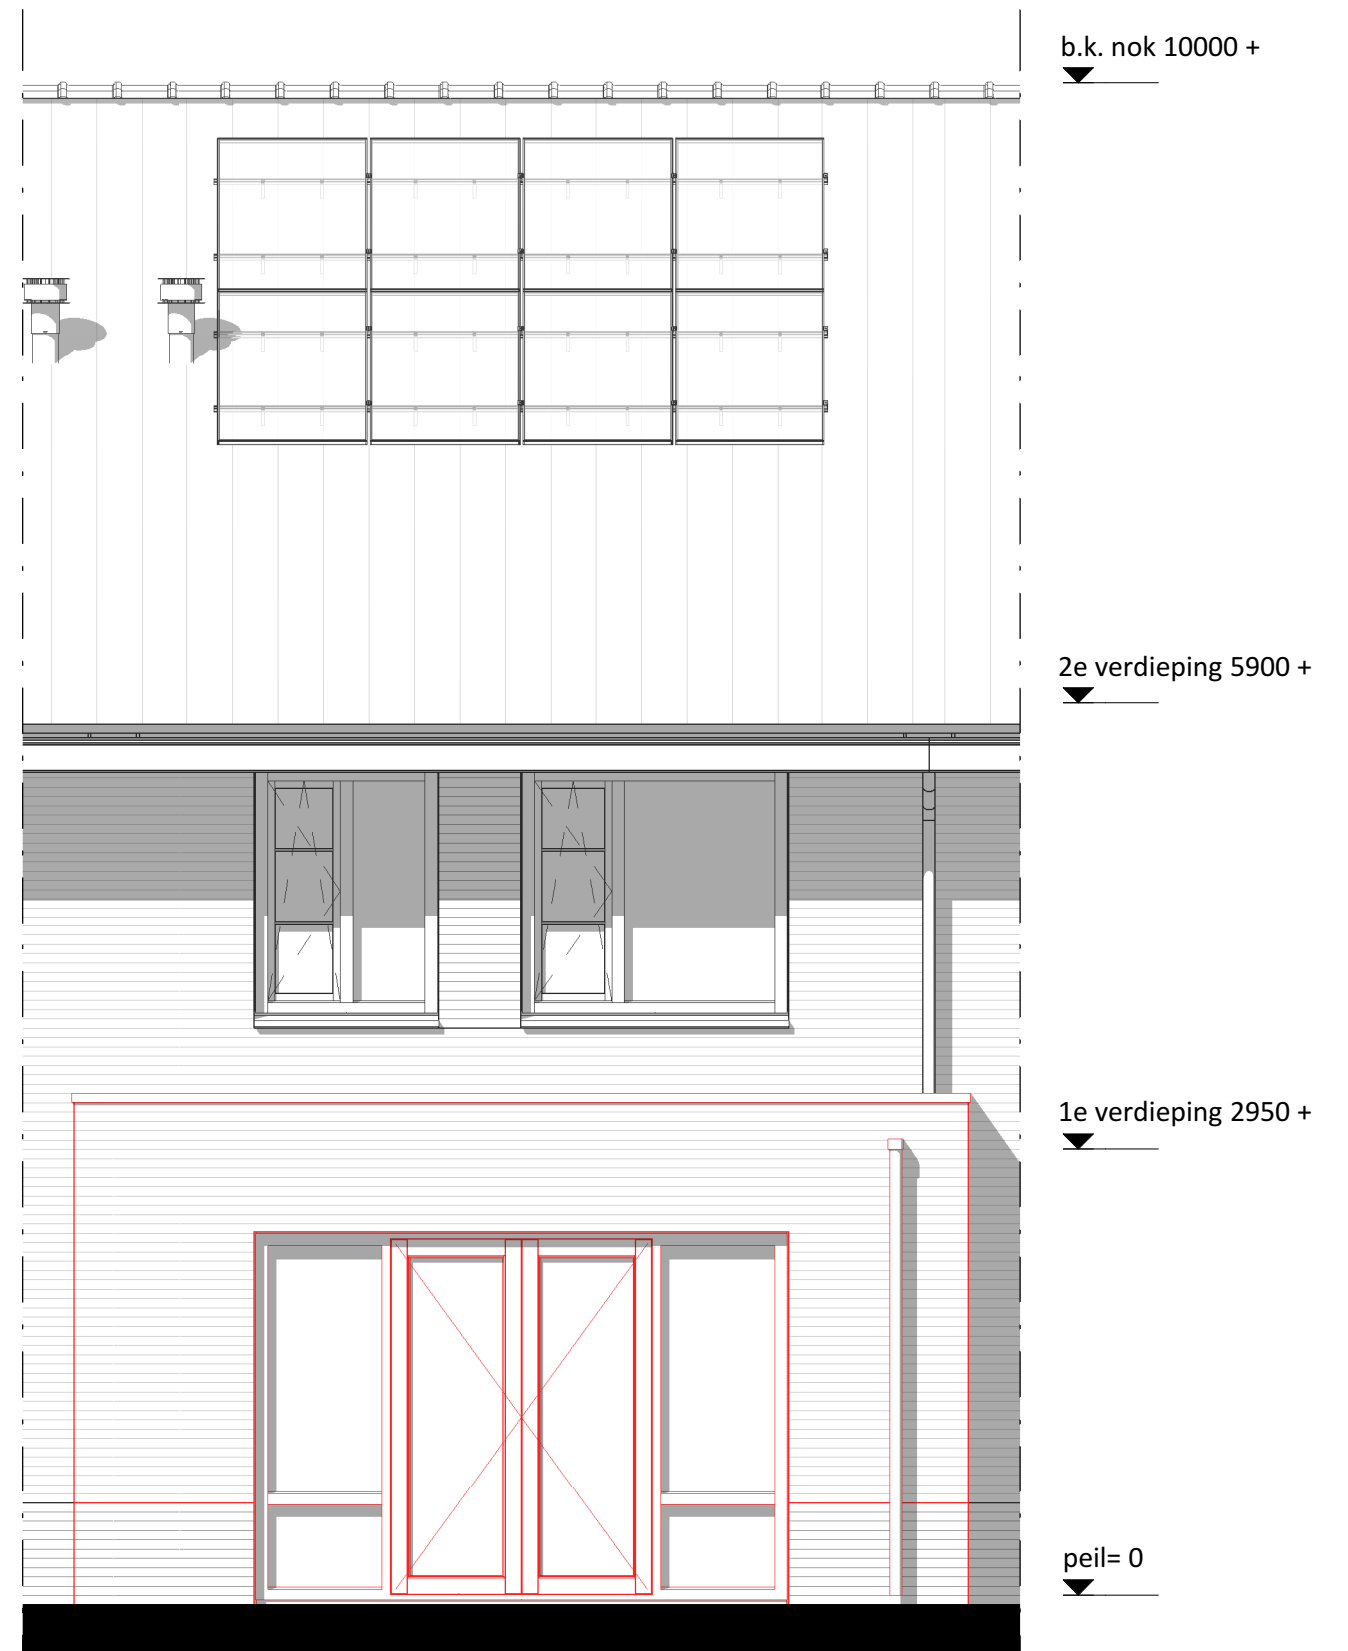 b.k. nok 10000 +
2e verdieping 5900 +
1e verdieping 2950 +
peil= 0